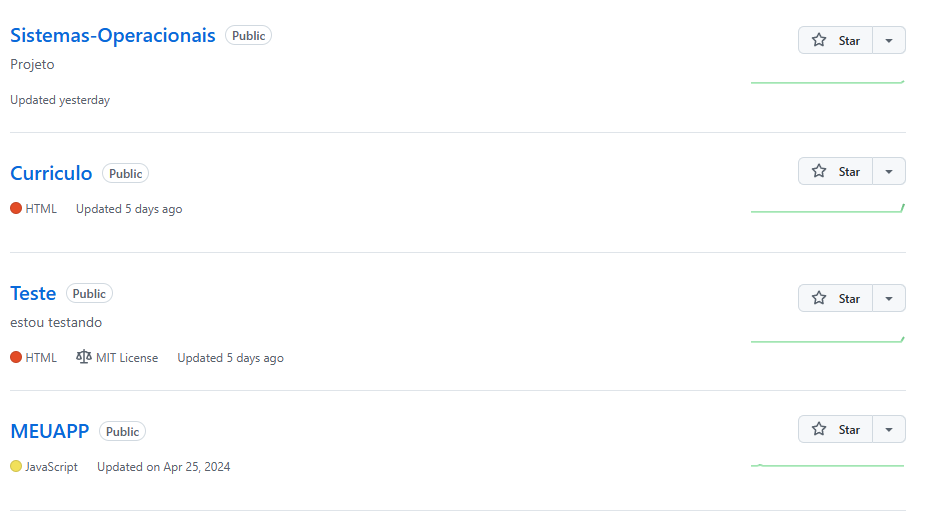 Sistemas-Operacionais Public Star
Projeto
Updated yesterday
Curriculo Public Star
HTML Updated 5 days ago
Teste Public Star
estou testando
HTML MIT License Updated 5 days ago
MEUAPP Public Star
JavaScript Updated on Apr 25, 2024